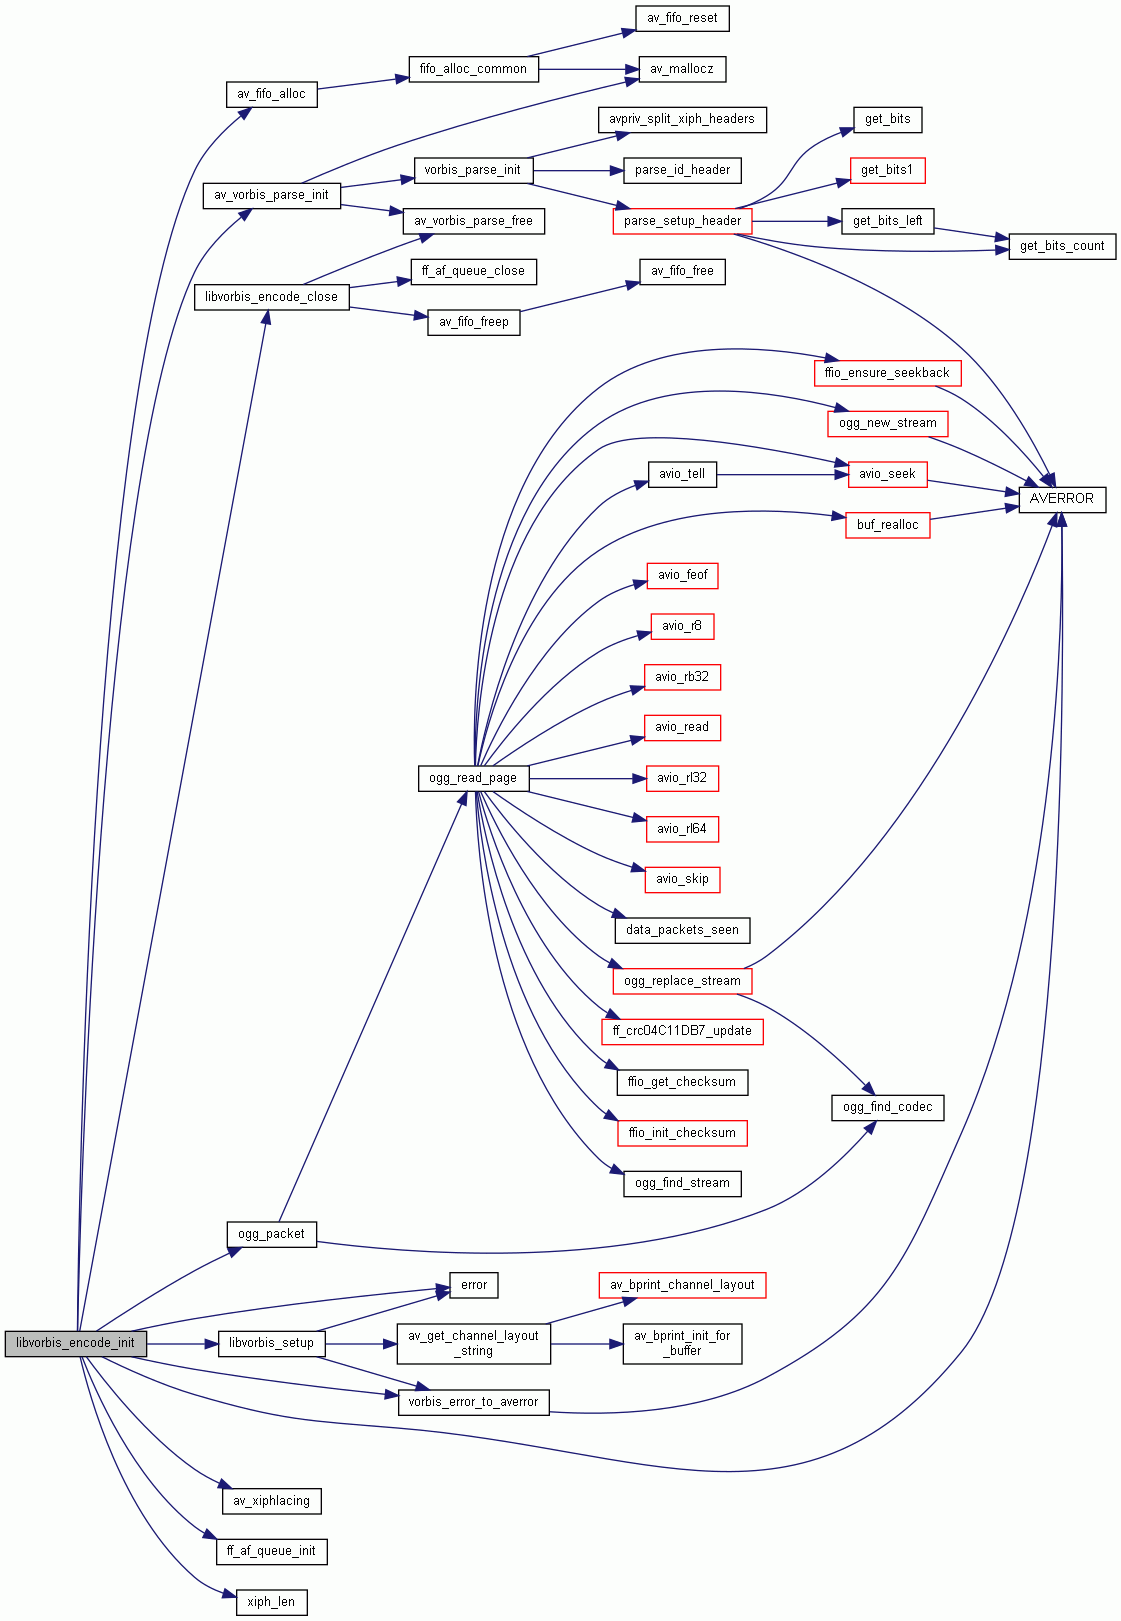 av_fifo_reset
fifo_alloc_common
av_mallocz
av_fifo_alloc
avpriv_split_xiph_headers
get_bits
vorbis_parse_init
parse_id_header
get_bits1
av_vorbis_parse_init
av_vorbis_parse_free
parse_setup_header
get_bits_left
get_bits_count
ff_af_queue_close
av_fifo_free
libvorbis_encode_close
av_fifo_freep
ffio_ensure_seekback
ogg_new_stream
avio_tell
avio_seek
AVERROR
buf_realloc
avio_feof
avio_r8
avio_rb32
avio_read
ogg_read_page
avio_rl32
avio_rl64
avio_skip
data_packets_seen
ogg_replace_stream
ff_crc04C11DB7_update
ffio_get_checksum
ogg_find_codec
ffio_init_checksum
ogg_find_stream
ogg_packet
error
av_bprint_channel_layout
libvorbis_encode_init
libvorbis_setup
av_get_channel_layout
_string
av_bprint_init_for
_buffer
vorbis_error_to_averror
av_xiphlacing
ff_af_queue_init
xiph_len